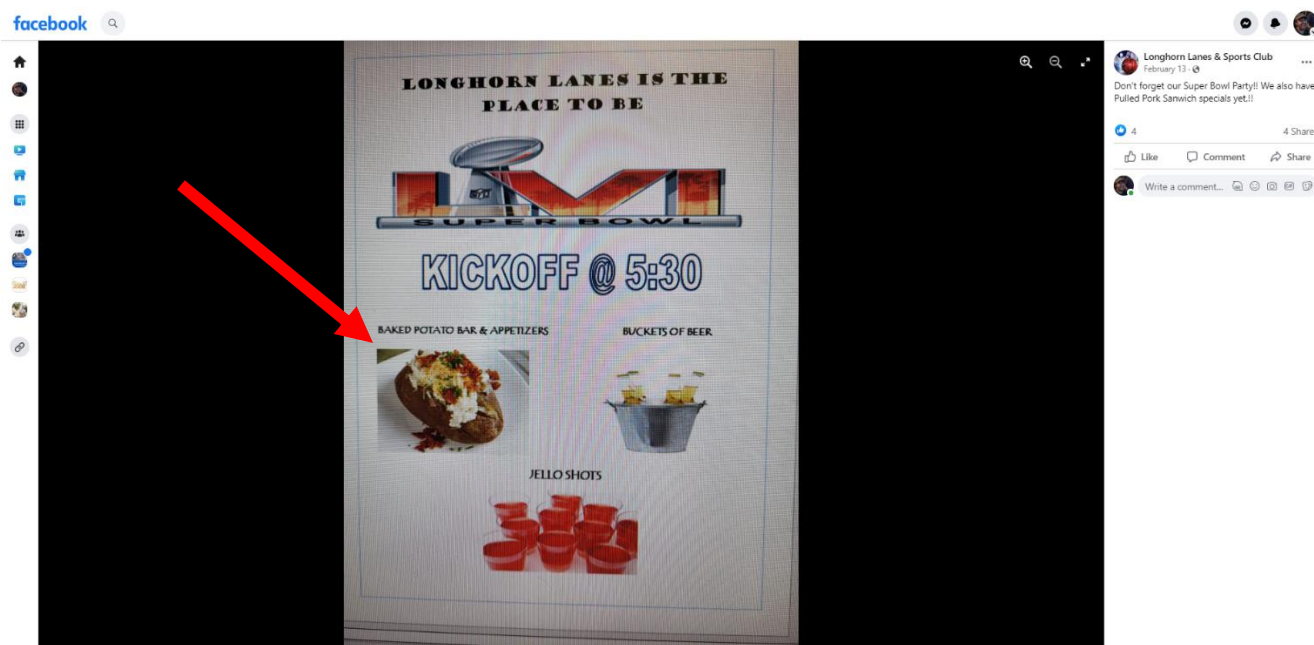 facebook
LONGHORN LANES IS THE
PLACE TO BE
LVI
SUPER BOWL
KICKOFF @ 5:30
BAKED POTATO BAR & APPETIZERS
BUCKETS OF BEER
JELLO SHOTS
Longhorn Lanes & Sports Club
February 13 ·
Don't forget our Super Bowl Party!! We also have
Pulled Pork Sanwich specials yet.!!
4
4 Share
Like
Comment
Share
Write a comment...